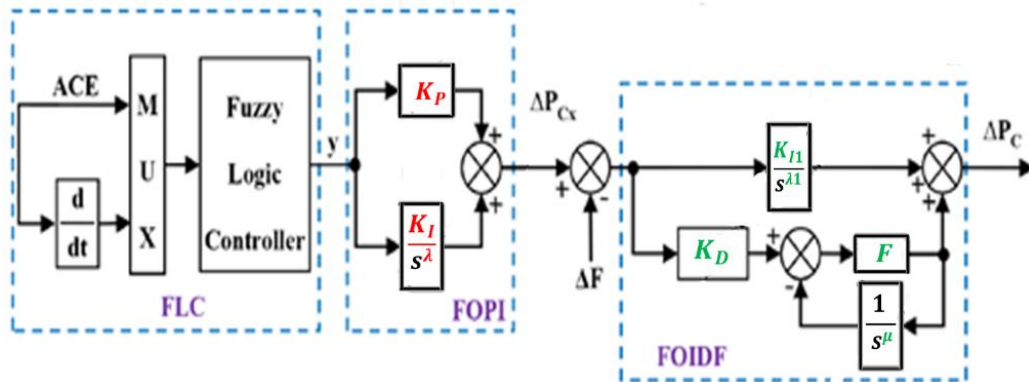 ACE
d
dt
M
U
X
Fuzzy
Logic
Controller
FLC
y
K_P
K_I
s^λ
+
+
FOPI
ΔP_Cx
+
-
ΔF
K_I1
s^λ1
K_D
+
-
F
1
s^μ
+
+
+
FOIDF
ΔP_C